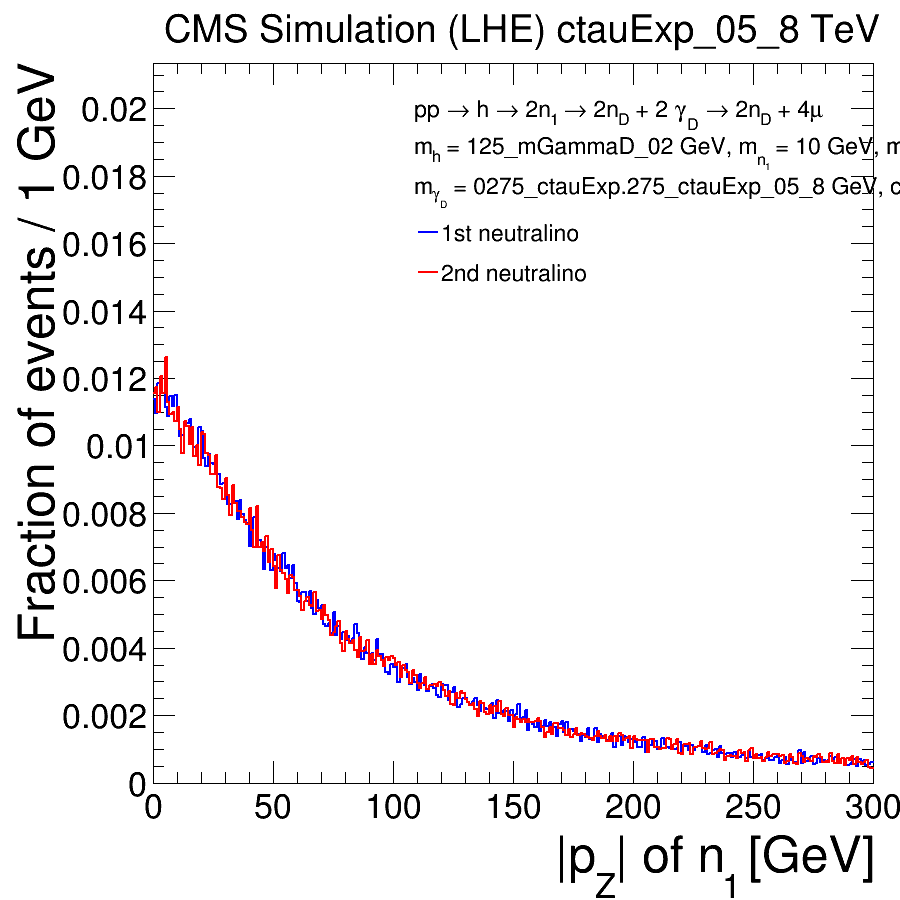 CMS Simulation (LHE) ctauExp_05_8 TeV
pp → h → 2n1 → 2nD + 2 γD → 2nD + 4μ
mh = 125_mGammaD_02 GeV, mn1 = 10 GeV, m
mγD = 0275_ctauExp.275_ctauExp_05_8 GeV, c
1st neutralino
2nd neutralino
Fraction of events / 1 GeV
0.02
0.018
0.016
0.014
0.012
0.01
0.008
0.006
0.004
0.002
0
0 50 100 150 200 250 300
|pZ| of n1 [GeV]